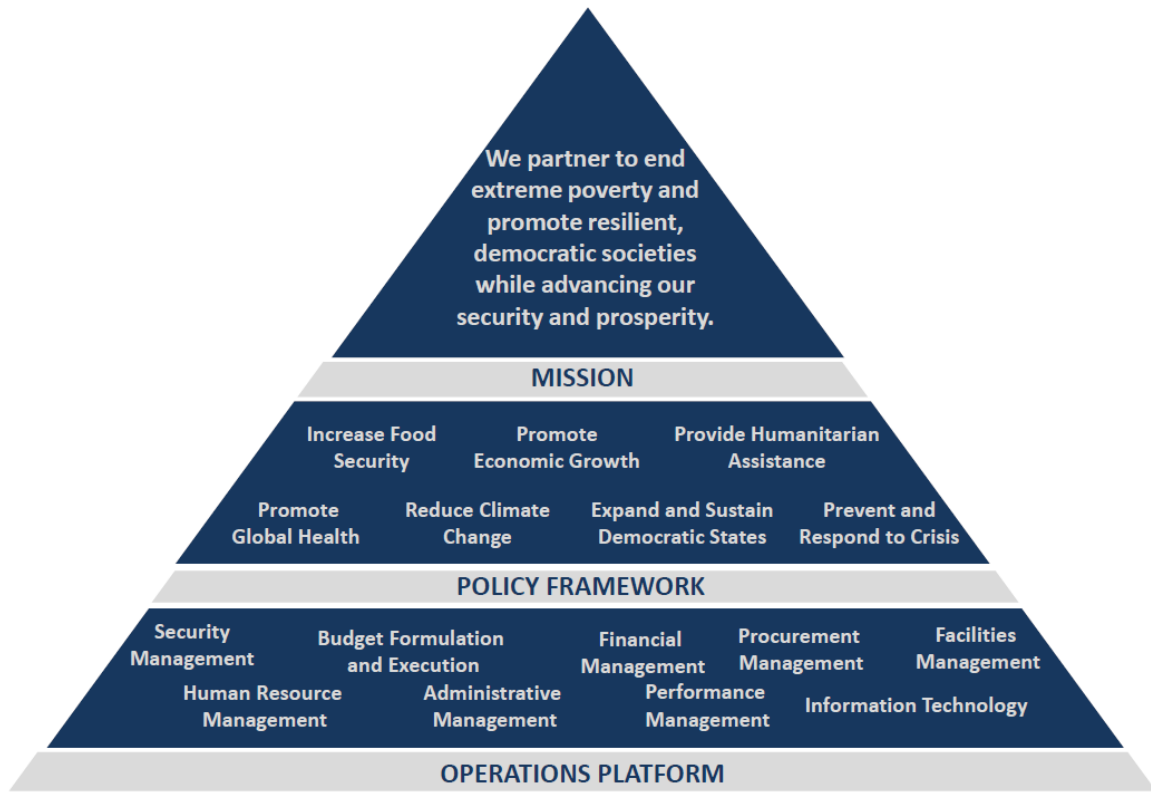 We partner to end
extreme poverty and
promote resilient,
democratic societies
while advancing our
security and prosperity.
MISSION
Increase Food
Security
Promote
Economic Growth
Provide Humanitarian
Assistance
Promote
Global Health
Reduce Climate
Change
Expand and Sustain
Democratic States
Prevent and
Respond to Crisis
POLICY FRAMEWORK
Security
Management
Budget Formulation
and Execution
Financial
Management
Procurement
Management
Facilities
Management
Human Resource
Management
Administrative
Management
Performance
Management
Information Technology
OPERATIONS PLATFORM